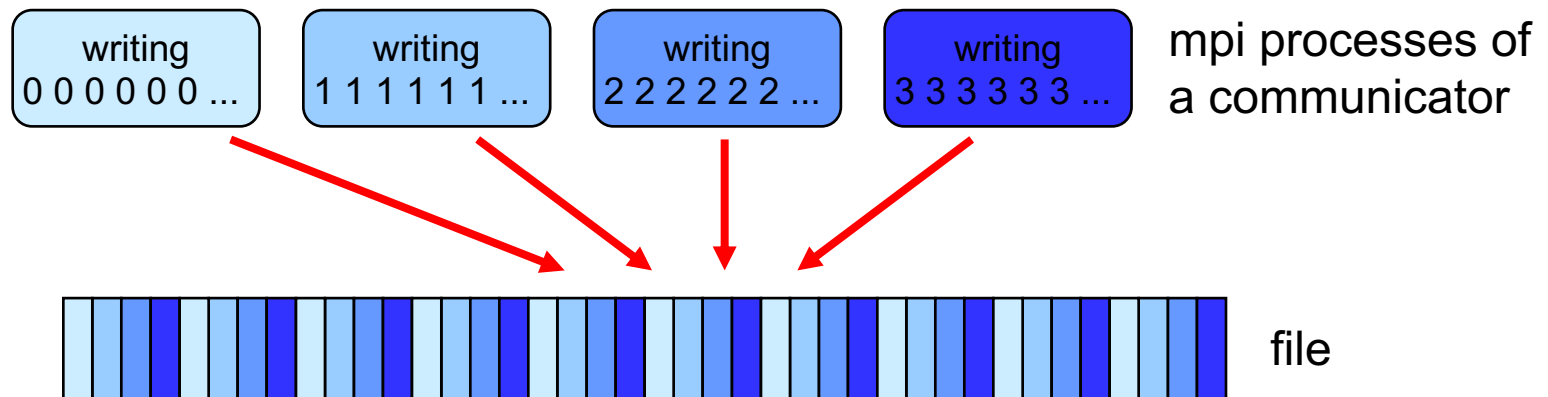 writing
0 0 0 0 0 0 ...
writing
1 1 1 1 1 1 ...
writing
2 2 2 2 2 2 ...
writing
3 3 3 3 3 3 ...
mpi processes of
a communicator
file